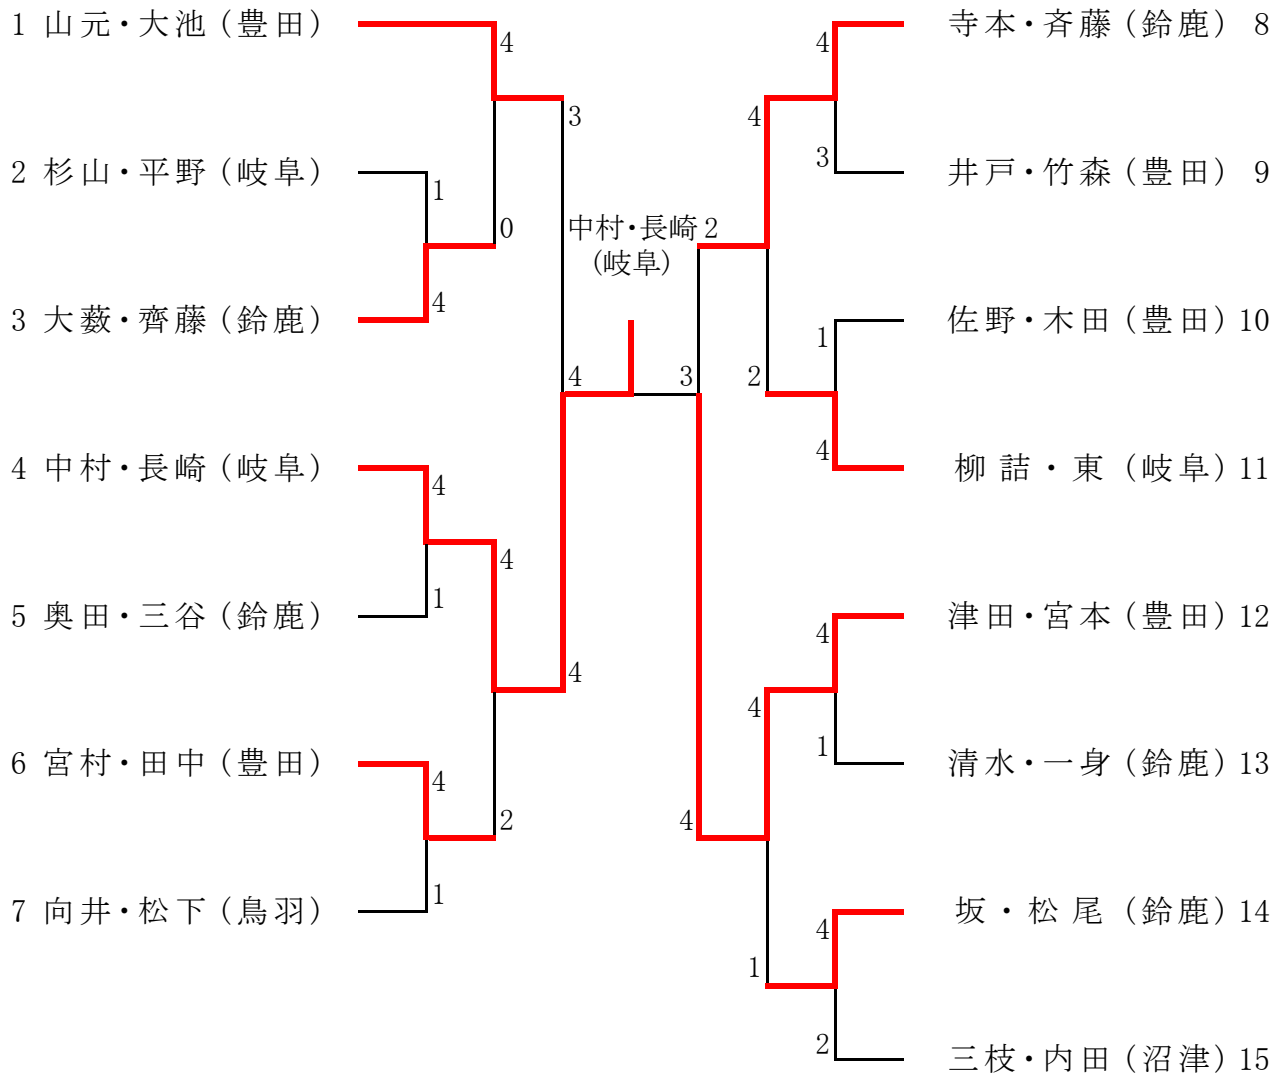 1 山元・大池 (豊田)
2 杉山・平野 (岐阜)
3 大薮・齊藤 (鈴鹿)
4 中村・長崎 (岐阜)
5 奥田・三谷 (鈴鹿)
6 宮村・田中 (豊田)
7 向井・松下 (鳥羽)
4
3
1
0
4
4
4
1
4
4
4
2
1
中村・長崎
(岐阜)
2
3
4
4
3
4
1
2
4
4
4
1
4
1
2
寺本・斉藤 (鈴鹿) 8
井戸・竹森 (豊田) 9
佐野・木田 (豊田) 10
柳詰・東 (岐阜) 11
津田・宮本 (豊田) 12
清水・一身 (鈴鹿) 13
坂・松尾 (鈴鹿) 14
三枝・内田 (沼津) 15